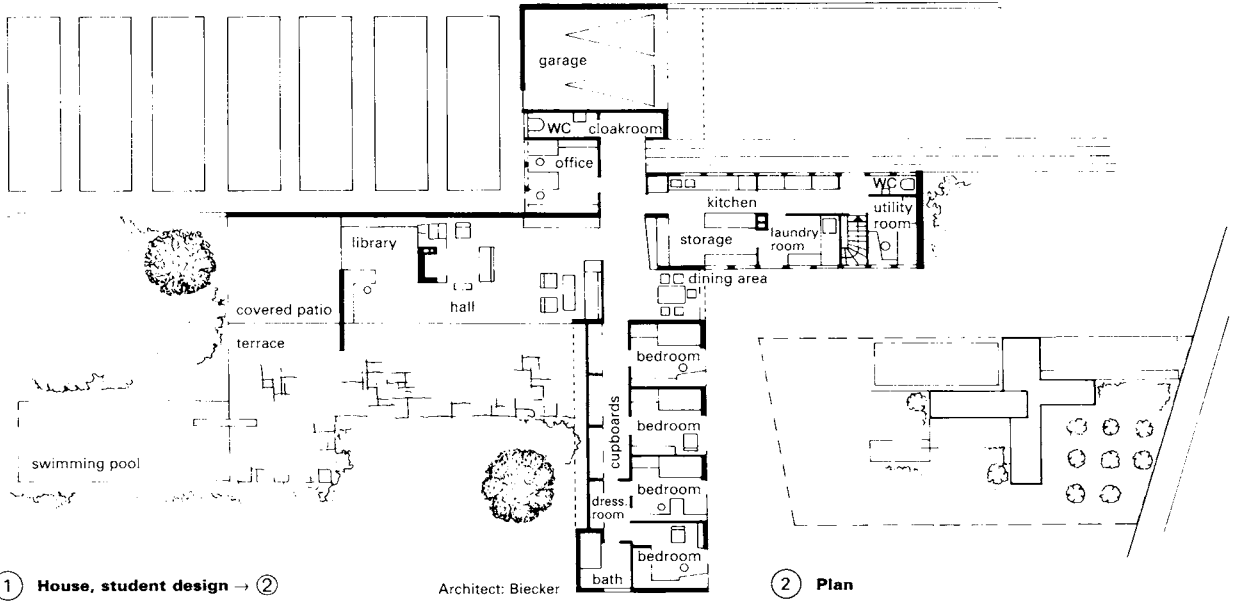 garage
WC
cloakroom
office
WC
kitchen
utility
room
library
storage
laundry
room
dining area
hall
covered patio
terrace
bedroom
cupboards
bedroom
swimming pool
bedroom
dress.
room
bedroom
bath
1 House, student design → 2
Architect: Biecker
2 Plan